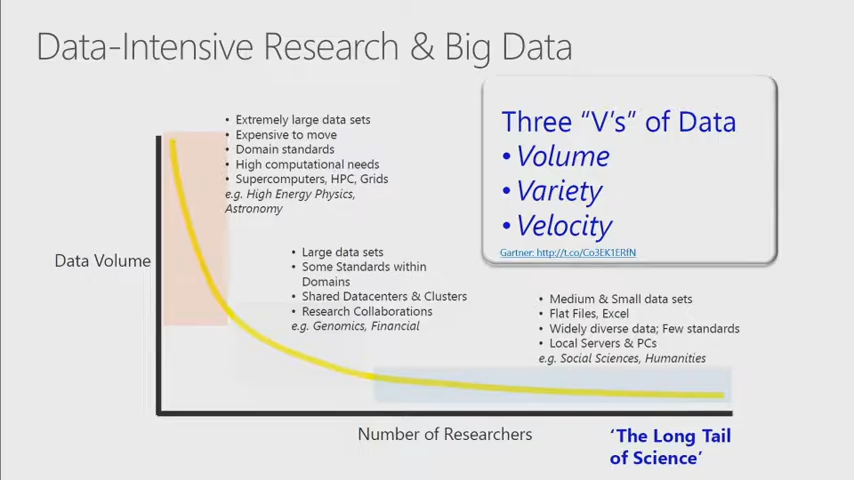 Data-Intensive Research & Big Data
• Extremely large data sets
• Expensive to move
• Domain standards
• High computational needs
• Supercomputers, HPC, Grids
e.g. High Energy Physics,
Astronomy
Three “V’s” of Data
• Volume
• Variety
• Velocity
Gartner: http://t.co/Co3EK1ERfN
Data Volume
• Large data sets
• Some Standards within
Domains
• Shared Datacenters & Clusters
• Research Collaborations
e.g. Genomics, Financial
• Medium & Small data sets
• Flat Files, Excel
• Widely diverse data; Few standards
• Local Servers & PCs
e.g. Social Sciences, Humanities
Number of Researchers
‘The Long Tail
of Science’